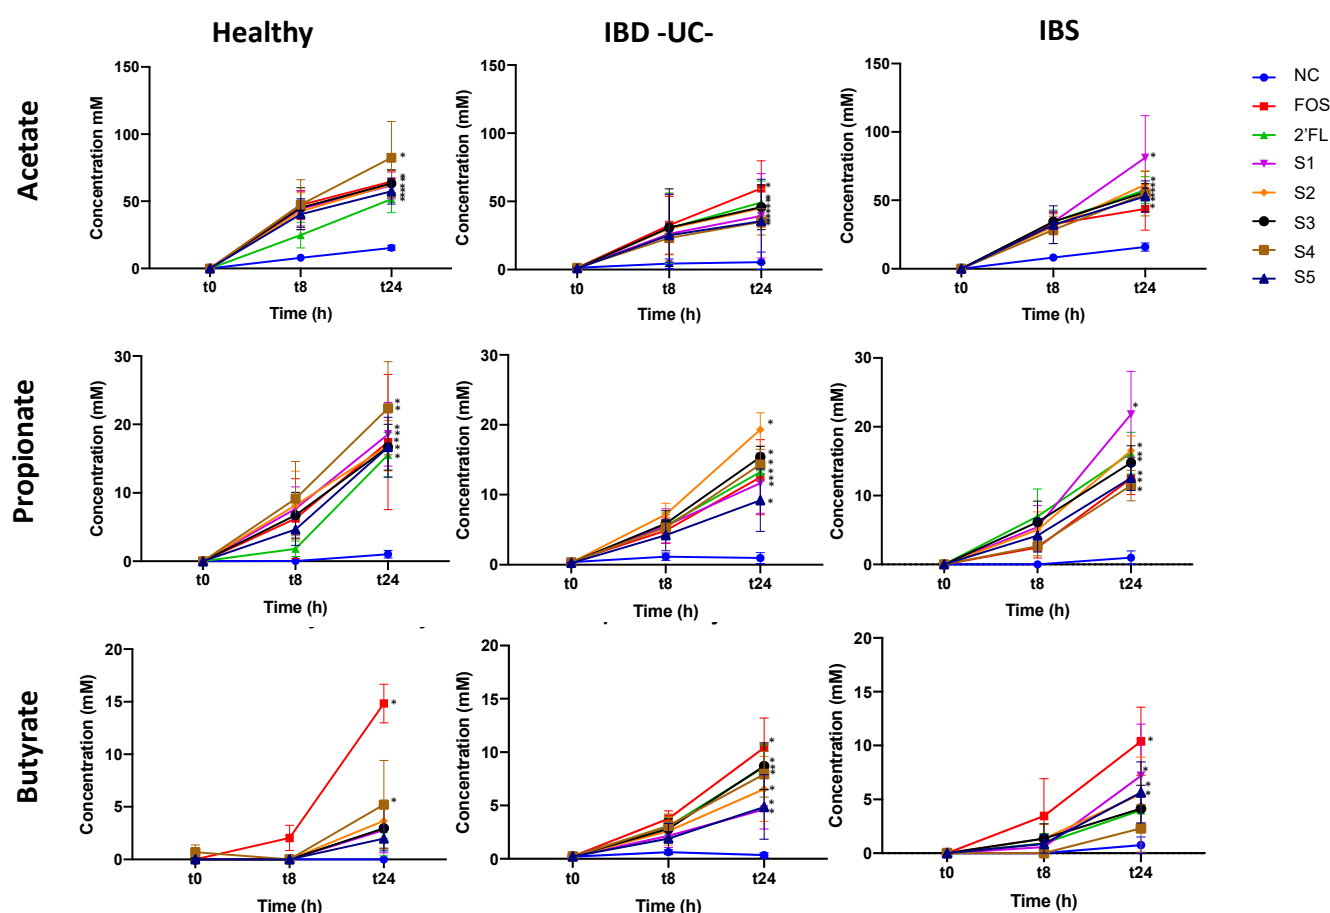 Healthy
IBD -UC-
IBS
Acetate
Concentration mM
150
100
50
0
t0
t8
t24
Time (h)
*
*
*
*
*
*
*
Concentration (mM)
150
100
50
0
t0
t8
t24
Time (h)
*
*
*
*
*
*
*
Concentration (mM)
150
100
50
0
t0
t8
t24
Time (h)
*
*
*
*
*
*
*
NC
FOS
2'FL
S1
S2
S3
S4
S5
Propionate
Concentration (mM)
30
20
10
0
t0
t8
t24
Time (h)
*
*
*
*
*
*
*
Concentration (mM)
30
20
10
0
t0
t8
t24
Time (h)
*
*
*
*
*
*
*
Concentration (mM)
30
20
10
0
t0
t8
t24
Time (h)
*
*
*
*
*
*
*
Butyrate
Concentration (mM)
20
15
10
5
0
t0
t8
t24
Time (h)
*
*
Concentration (mM)
20
15
10
5
0
t0
t8
t24
Time (h)
*
*
*
*
*
*
*
Concentration (mM)
20
15
10
5
0
t0
t8
t24
Time (h)
*
*
*
*